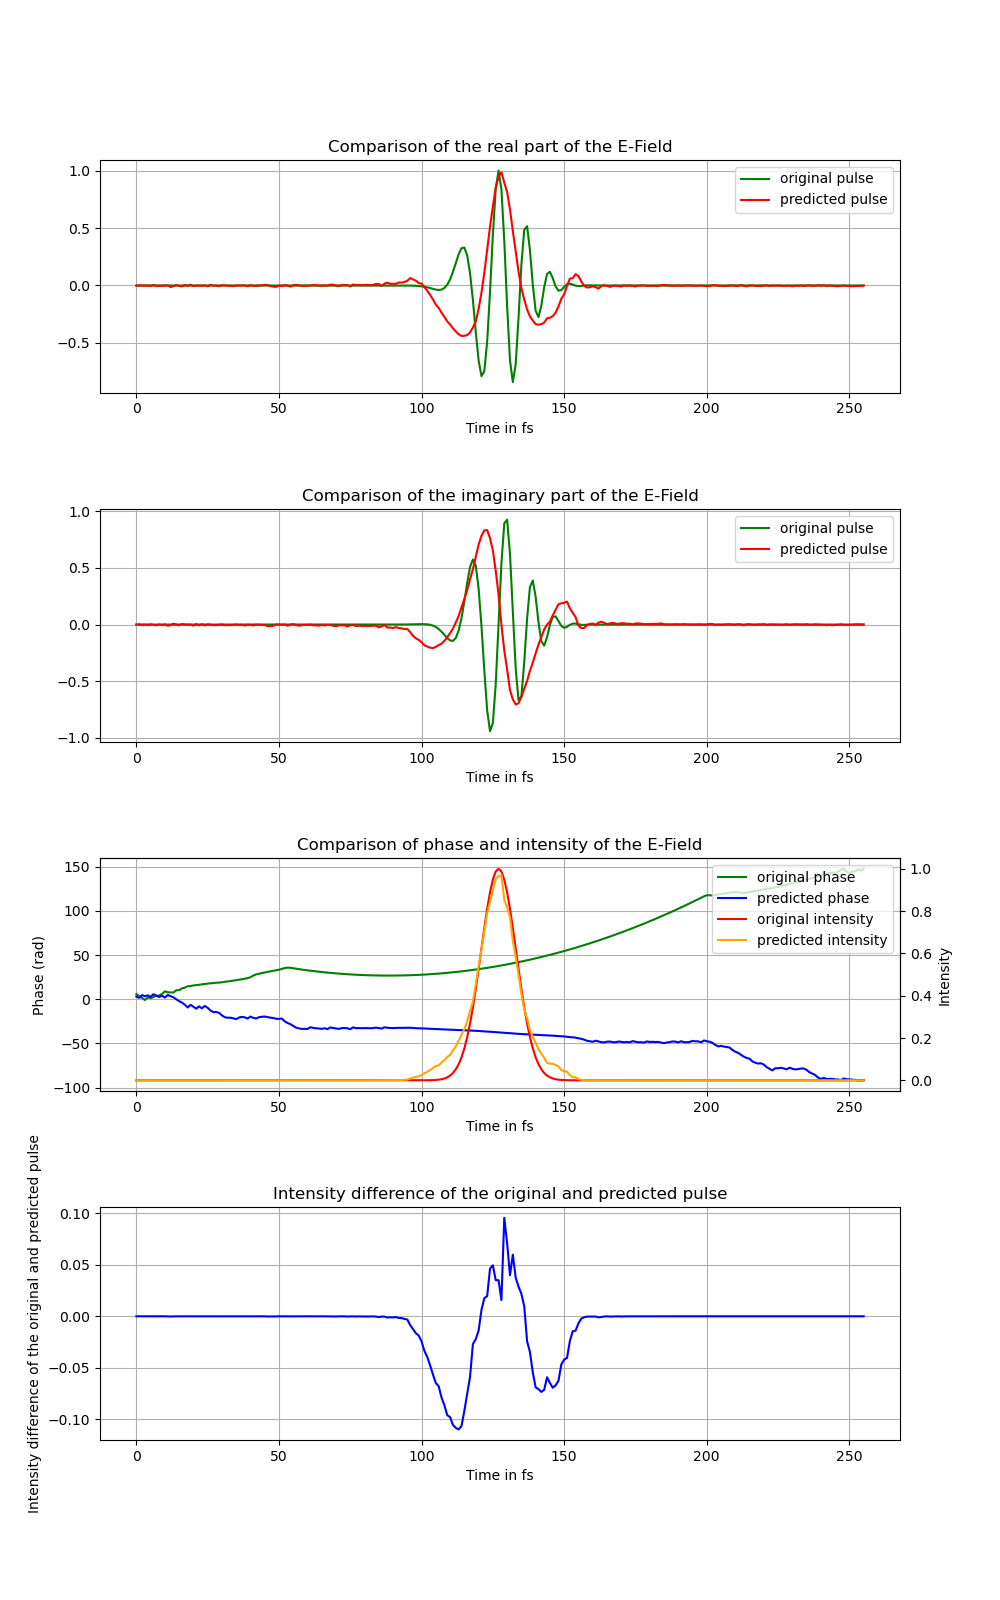 Comparison of the real part of the E-Field
original pulse
predicted pulse
1.0
0.5
0.0
−0.5
0 50 100 150 200 250
Time in fs
Comparison of the imaginary part of the E-Field
original pulse
predicted pulse
1.0
0.5
0.0
−0.5
−1.0
0 50 100 150 200 250
Time in fs
Comparison of phase and intensity of the E-Field
original phase
predicted phase
original intensity
predicted intensity
Phase (rad)
150
100
50
0
−50
−100
1.0
0.8
0.6
0.4
0.2
0.0
Intensity
0 50 100 150 200 250
Time in fs
Intensity difference of the original and predicted pulse
Intensity difference of the original and predicted pulse
0.10
0.05
0.00
−0.05
−0.10
0 50 100 150 200 250
Time in fs